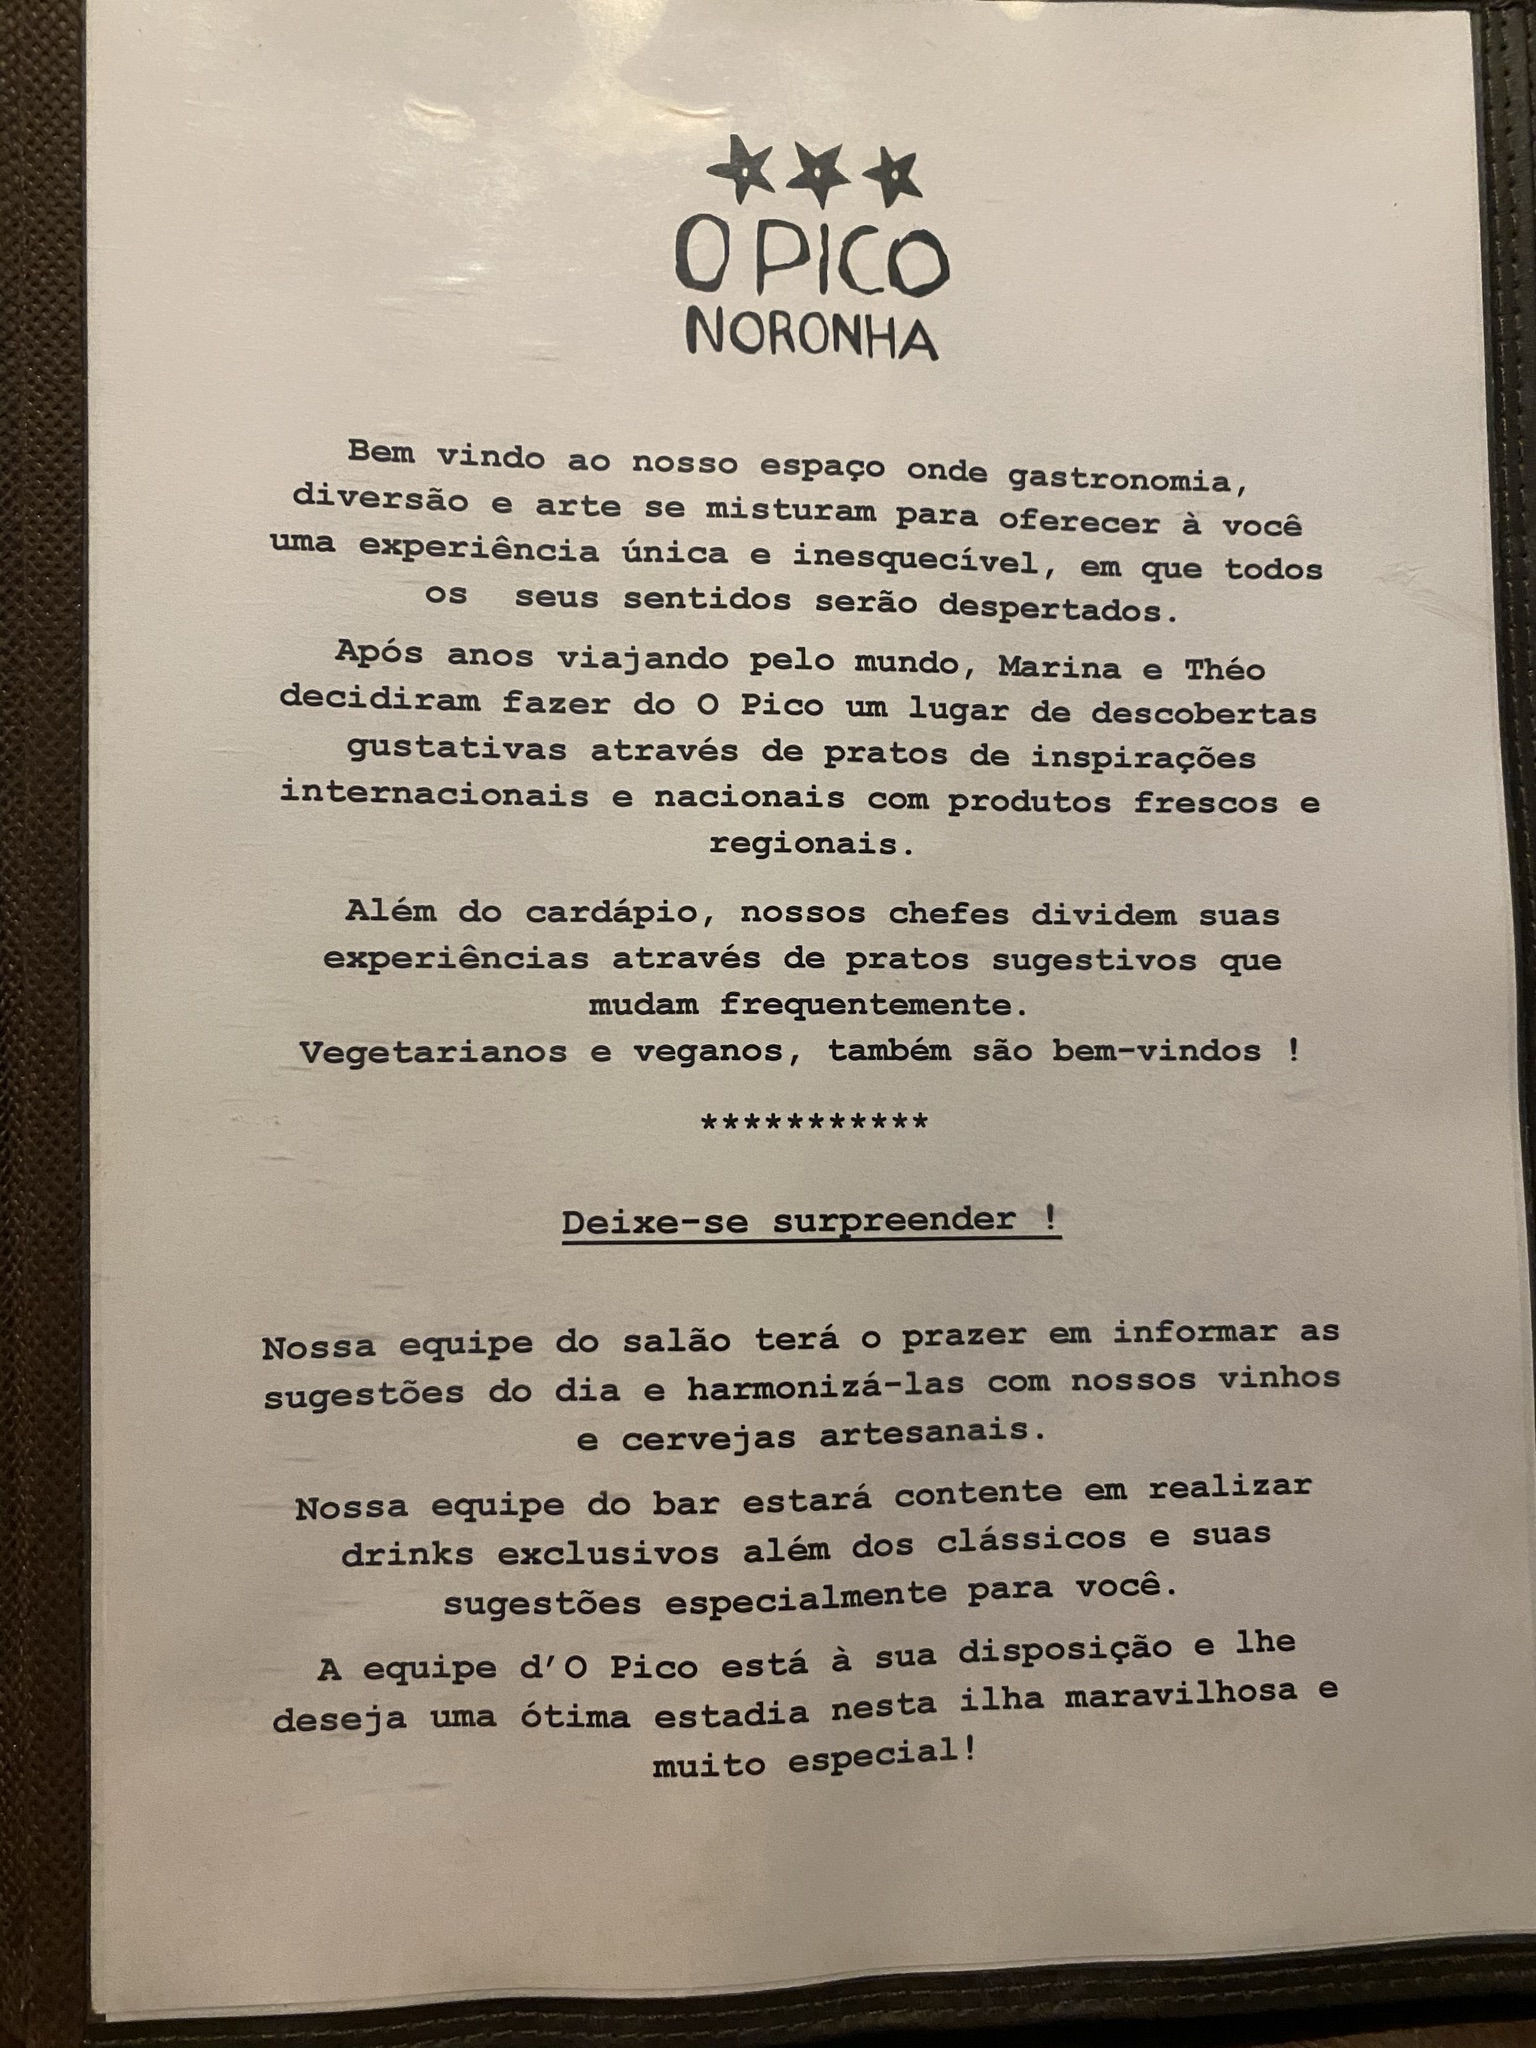 O PICO
NORONHA
Bem vindo ao nosso espaço onde gastronomia,
diversão e arte se misturam para oferecer à você
uma experiência única e inesquecível, em que todos
os seus sentidos serão despertados.
Após anos viajando pelo mundo, Marina e Théo
decidiram fazer do O Pico um lugar de descobertas
gustativas através de pratos de inspirações
internacionais e nacionais com produtos frescos e
regionais.
Além do cardápio, nossos chefes dividem suas
experiências através de pratos sugestivos que
mudam frequentemente.
Vegetarianos e veganos, também são bem-vindos !
***********
Deixe-se surpreender !
Nossa equipe do salão terá o prazer em informar as
sugestões do dia e harmonizá-las com nossos vinhos
e cervejas artesanais.
Nossa equipe do bar estará contente em realizar
drinks exclusivos além dos clássicos e suas
sugestões especialmente para você.
A equipe d’O Pico está à sua disposição e lhe
deseja uma ótima estadia nesta ilha maravilhosa e
muito especial!